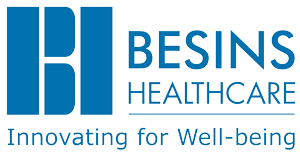 BESINS
HEALTHCARE
Innovating for Well-being